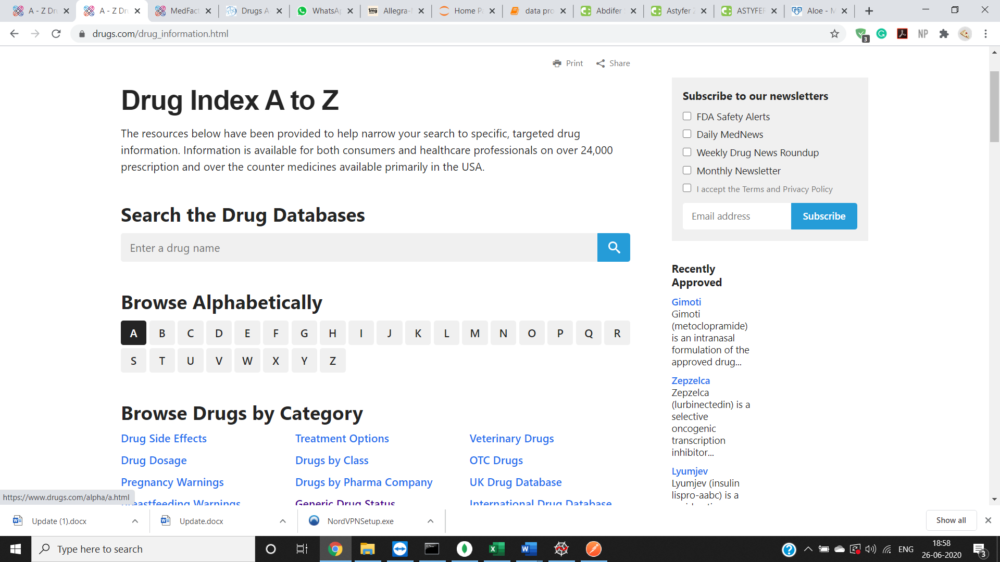 A - Z Dru
A - Z Dru
MedFact
Drugs A-
WhatsAp
1mg
Allegra-
Home Pa
data pro
Abdifer
Astyfer
ASTYFER
Aloe - M
drugs.com/drug_information.html
3
NP
Print
Share
Drug Index A to Z
The resources below have been provided to help narrow your search to specific, targeted drug
information. Information is available for both consumers and healthcare professionals on over 24,000
prescription and over the counter medicines available primarily in the USA.
Search the Drug Databases
Enter a drug name
Browse Alphabetically
A B C D E F G H I J K L M N O P Q R
S T U V W X Y Z
Browse Drugs by Category
Drug Side Effects
Treatment Options
Veterinary Drugs
Drug Dosage
Drugs by Class
OTC Drugs
Pregnancy Warnings
Drugs by Pharma Company
UK Drug Database
Breastfeeding Warnings
Generic Drug Status
International Drug Database
Subscribe to our newsletters
FDA Safety Alerts
Daily MedNews
Weekly Drug News Roundup
Monthly Newsletter
I accept the Terms and Privacy Policy
Email address
Subscribe
Recently
Approved
Gimoti
Gimoti
(metoclopramide)
is an intranasal
formulation of the
approved drug...
Zepzelca
Zepzelca
(lurbinectedin) is a
selective
oncogenic
transcription
inhibitor...
Lyumjev
Lyumjev (insulin
lispro-aabc) is a
https://www.drugs.com/alpha/a.html
Update (1).docx
Update.docx
NordVPNSetup.exe
Show all
Type here to search
ENG
18:58
26-06-2020
3